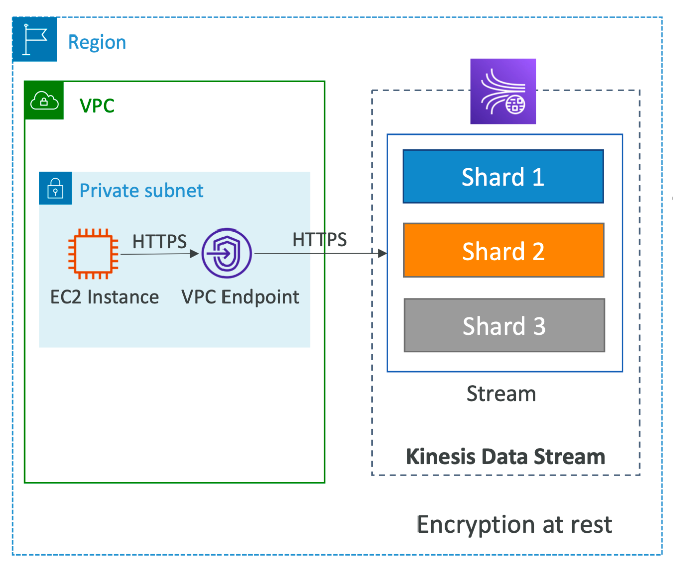 Region
VPC
Private subnet
HTTPS
HTTPS
EC2 Instance
VPC Endpoint
Shard 1
Shard 2
Shard 3
Stream
Kinesis Data Stream
Encryption at rest